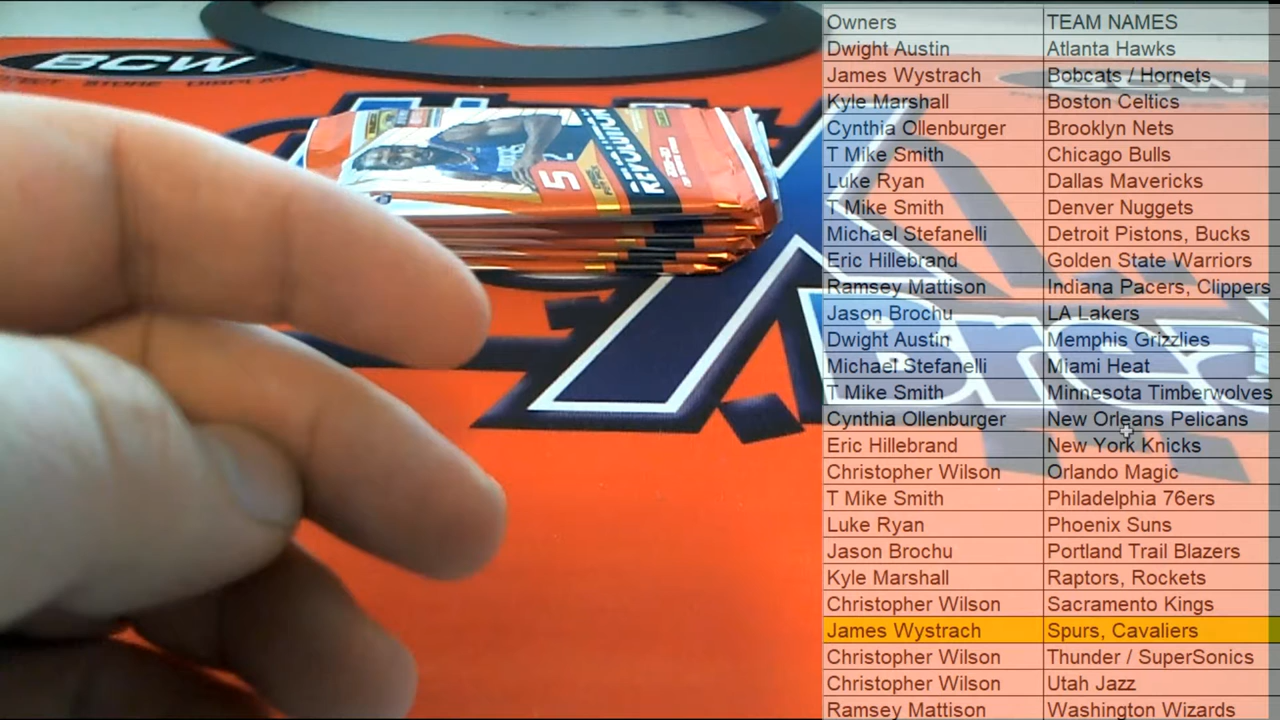 BCW
STORE DISPLAY
REVOLUTION
5
Brea
Owners TEAM NAMES
Dwight Austin Atlanta Hawks
James Wystrach Bobcats / Hornets
Kyle Marshall Boston Celtics
Cynthia Ollenburger Brooklyn Nets
T Mike Smith Chicago Bulls
Luke Ryan Dallas Mavericks
T Mike Smith Denver Nuggets
Michael Stefanelli Detroit Pistons, Bucks
Eric Hillebrand Golden State Warriors
Ramsey Mattison Indiana Pacers, Clippers
Jason Brochu LA Lakers
Dwight Austin Memphis Grizzlies
Michael Stefanelli Miami Heat
T Mike Smith Minnesota Timberwolves
Cynthia Ollenburger New Orleans Pelicans
Eric Hillebrand New York Knicks
Christopher Wilson Orlando Magic
T Mike Smith Philadelphia 76ers
Luke Ryan Phoenix Suns
Jason Brochu Portland Trail Blazers
Kyle Marshall Raptors, Rockets
Christopher Wilson Sacramento Kings
James Wystrach Spurs, Cavaliers
Christopher Wilson Thunder / SuperSonics
Christopher Wilson Utah Jazz
Ramsey Mattison Washington Wizards